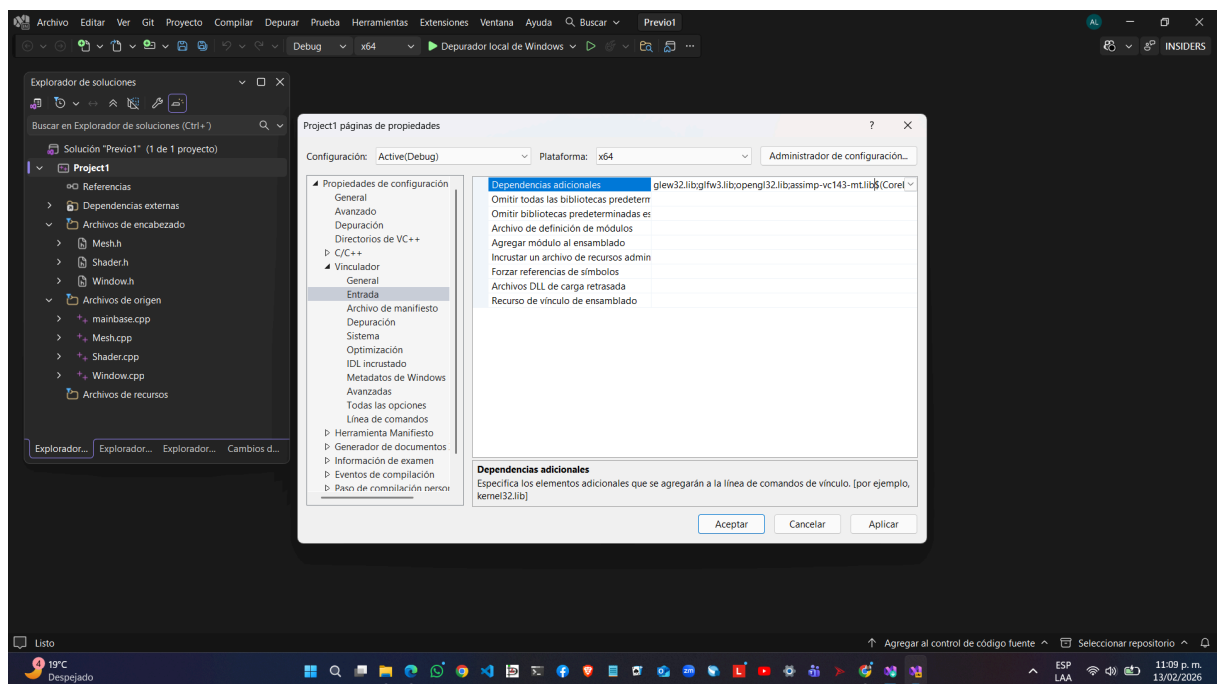 Archivo Editar Ver Git Proyecto Compilar Depurar Prueba Herramientas Extensiones Ventana Ayuda Buscar Previo1 AL
Debug x64 Depurador local de Windows INSIDERS
Explorador de soluciones
Buscar en Explorador de soluciones (Ctrl+´)
Solución "Previo1" (1 de 1 proyecto)
Project1
Referencias
Dependencias externas
Archivos de encabezado
Mesh.h
Shader.h
Window.h
Archivos de origen
mainbase.cpp
Mesh.cpp
Shader.cpp
Window.cpp
Archivos de recursos
Explorador... Explorador... Explorador... Cambios d...
Project1 páginas de propiedades ?
Configuración: Active(Debug) Plataforma: x64 Administrador de configuración...
Propiedades de configuración
General
Avanzado
Depuración
Directorios de VC++
C/C++
Vinculador
General
Entrada
Archivo de manifiesto
Depuración
Sistema
Optimización
IDL incrustado
Metadatos de Windows
Avanzadas
Todas las opciones
Línea de comandos
Herramienta Manifiesto
Generador de documentos
Información de examen
Eventos de compilación
Paso de compilación person
Dependencias adicionales glew32.lib;glfw3.lib;opengl32.lib;assimp-vc143-mt.lib$(Corel
Omitir todas las bibliotecas predeterm
Omitir bibliotecas predeterminadas es
Archivo de definición de módulos
Agregar módulo al ensamblado
Incrustar un archivo de recursos admin
Forzar referencias de símbolos
Archivos DLL de carga retrasada
Recurso de vínculo de ensamblado
Dependencias adicionales
Especifica los elementos adicionales que se agregarán a la línea de comandos de vínculo. [por ejemplo,
kernel32.lib]
Aceptar Cancelar Aplicar
Listo Agregar al control de código fuente Seleccionar repositorio
4 19°C
Despejado
zm L
ESP
LAA
11:09 p. m.
13/02/2026